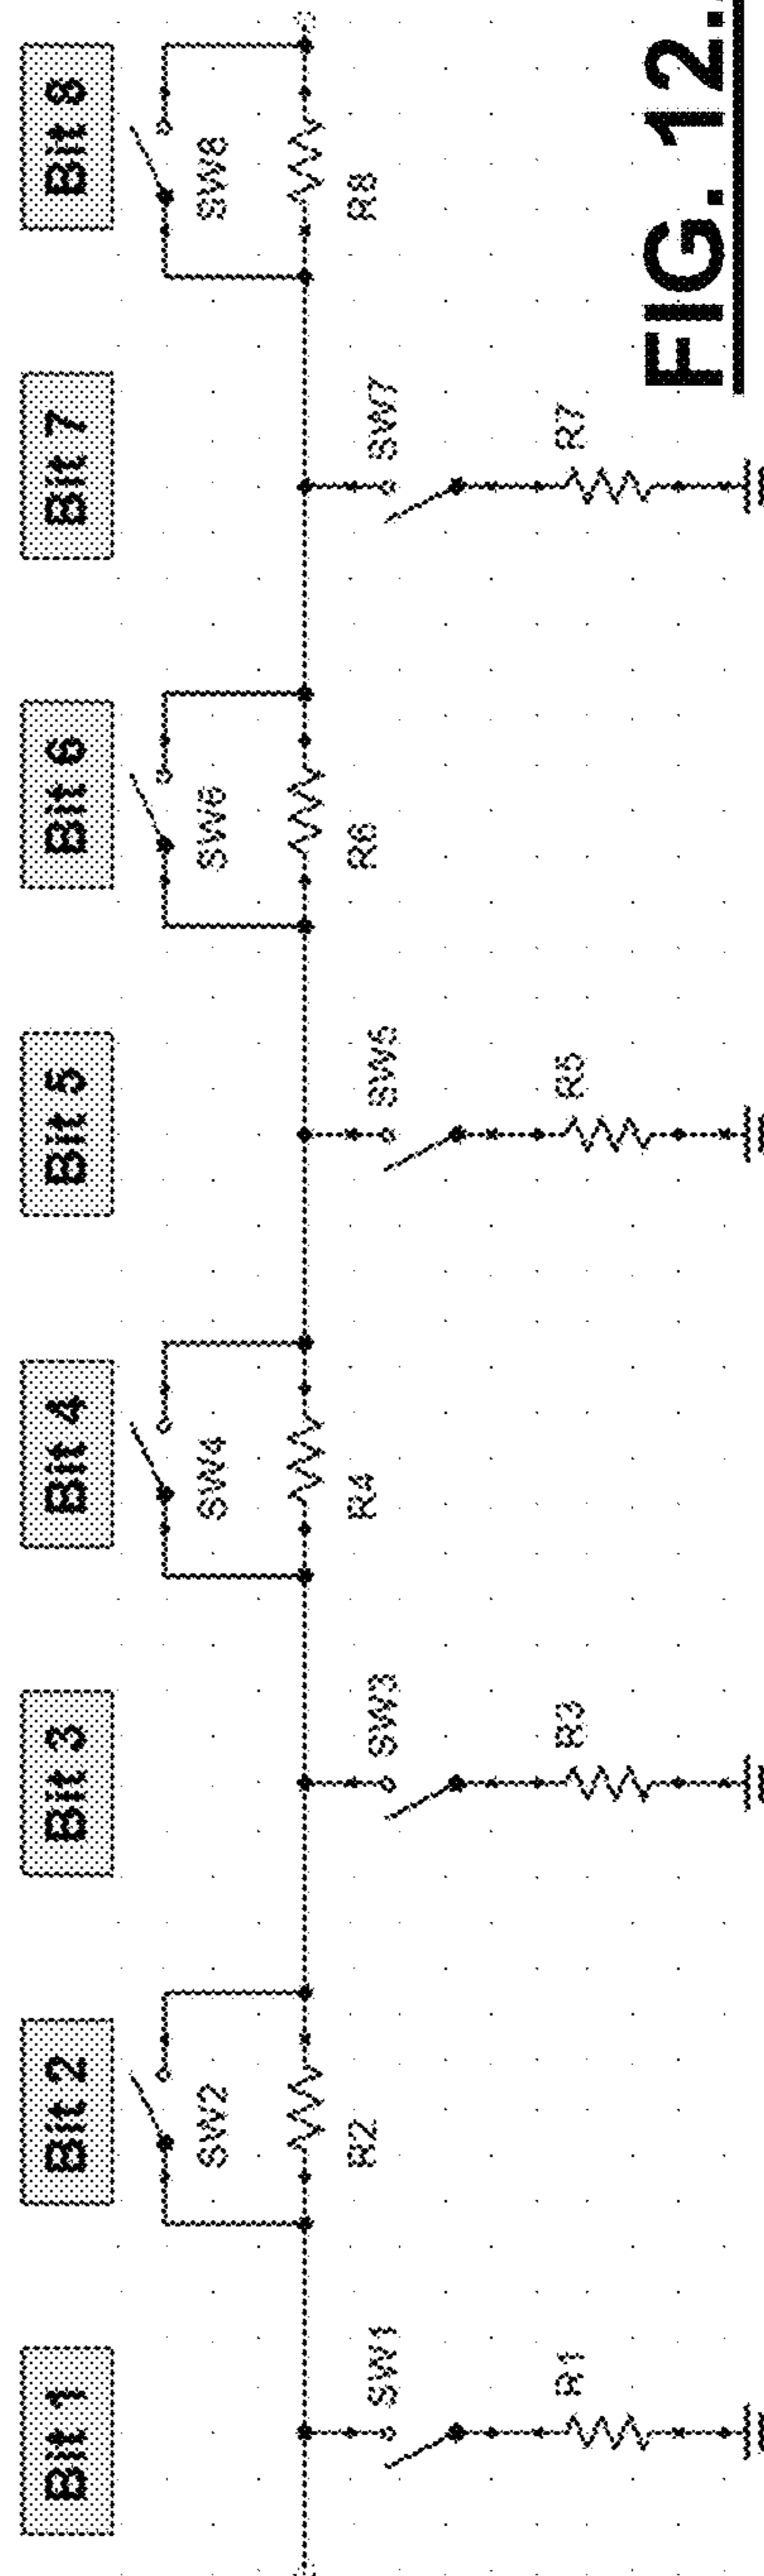 Bit 1 Bit 2 Bit 3 Bit 4 Bit 5 Bit 6 Bit 7 Bit 8
SW2 SW4 SW6 SW8
R2 R4 R6 R8
SW1 SW3 SW5 SW7
R1 R3 R5 R7
FIG. 12A